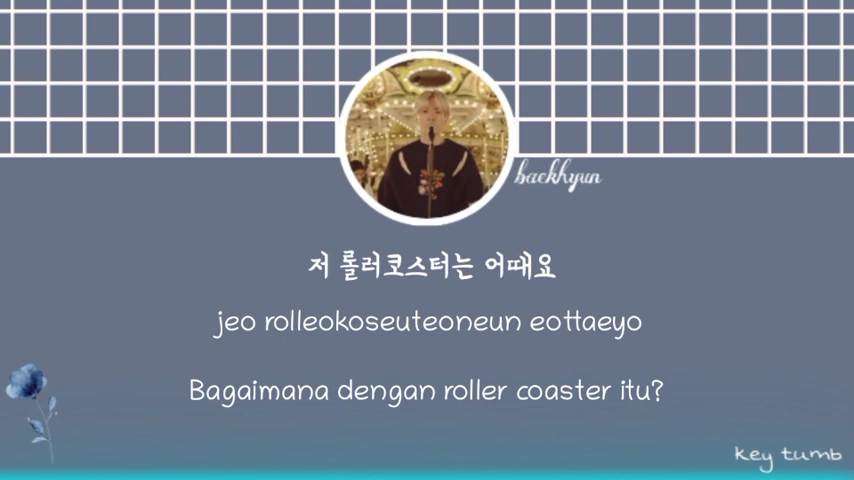 baekhyun
저 롤러코스터는 어때요
jeo rolleokoseuteoneun eottaeyo
Bagaimana dengan roller coaster itu?
key tumb